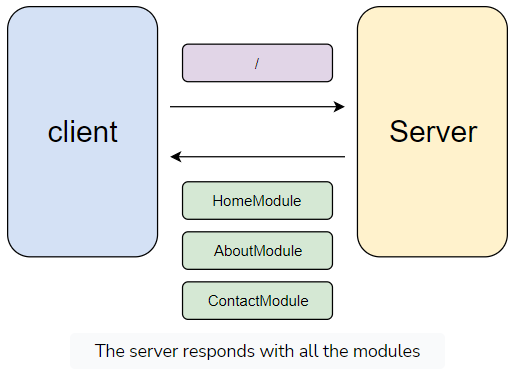 client
/
Server
HomeModule
AboutModule
ContactModule
The server responds with all the modules